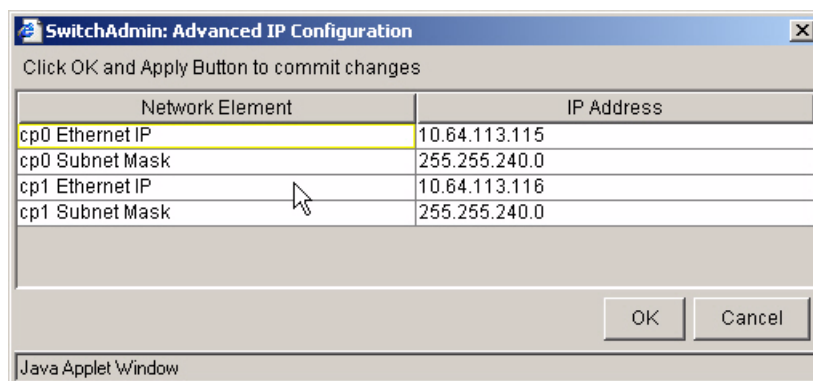 SwitchAdmin: Advanced IP Configuration
Click OK and Apply Button to commit changes
Network Element IP Address
cp0 Ethernet IP 10.64.113.115
cp0 Subnet Mask 255.255.240.0
cp1 Ethernet IP 10.64.113.116
cp1 Subnet Mask 255.255.240.0
OK Cancel
Java Applet Window